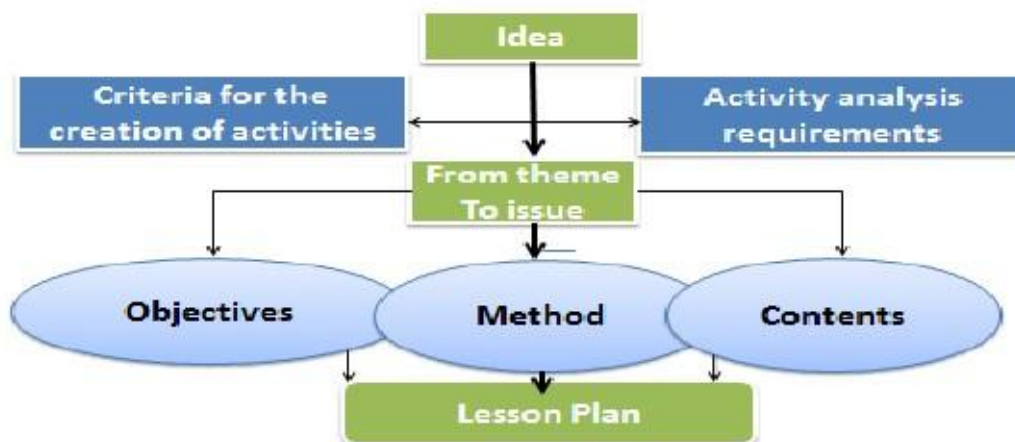 Idea
Criteria for the
creation of activities
Activity analysis
requirements
From theme
To issue
Objectives
Method
Contents
Lesson Plan